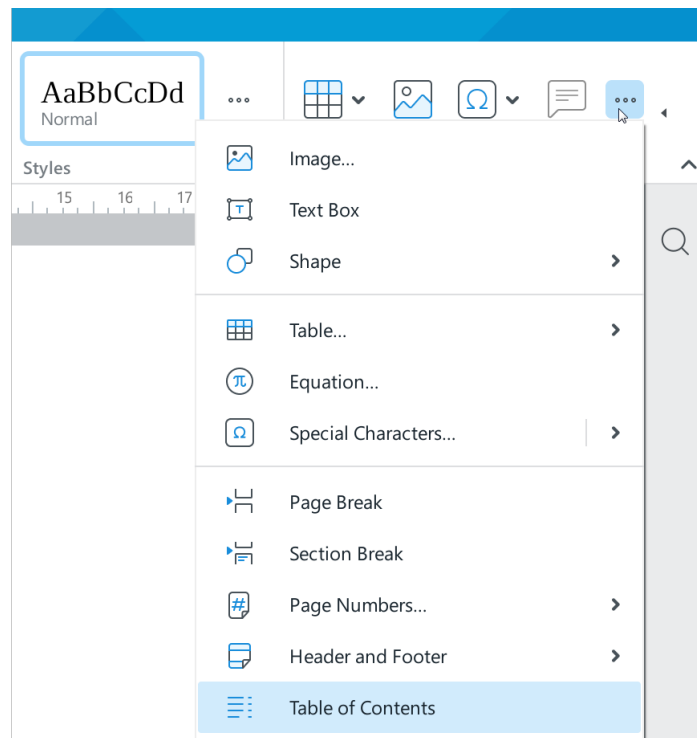 AaBbCcDd
Normal
Styles
15 16 17
Image...
Text Box
Shape
Table...
Equation...
Special Characters...
Page Break
Section Break
Page Numbers...
Header and Footer
Table of Contents